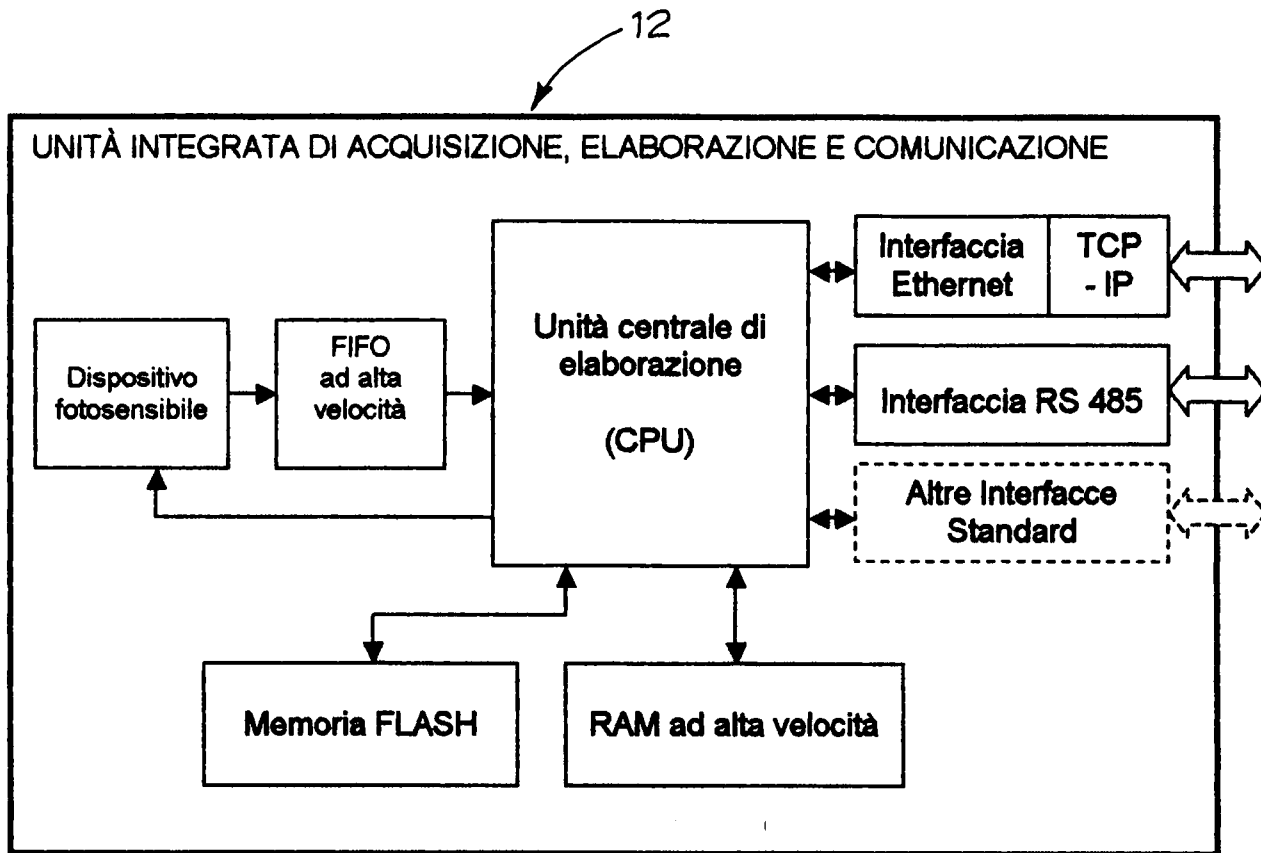 12
UNITÀ INTEGRATA DI ACQUISIZIONE, ELABORAZIONE E COMUNICAZIONE
Dispositivo
fotosensibile
FIFO
ad alta
velocità
Unità centrale di
elaborazione
(CPU)
Interfaccia
Ethernet
TCP
- IP
Interfaccia RS 485
Altre Interfacce
Standard
Memoria FLASH
RAM ad alta velocità